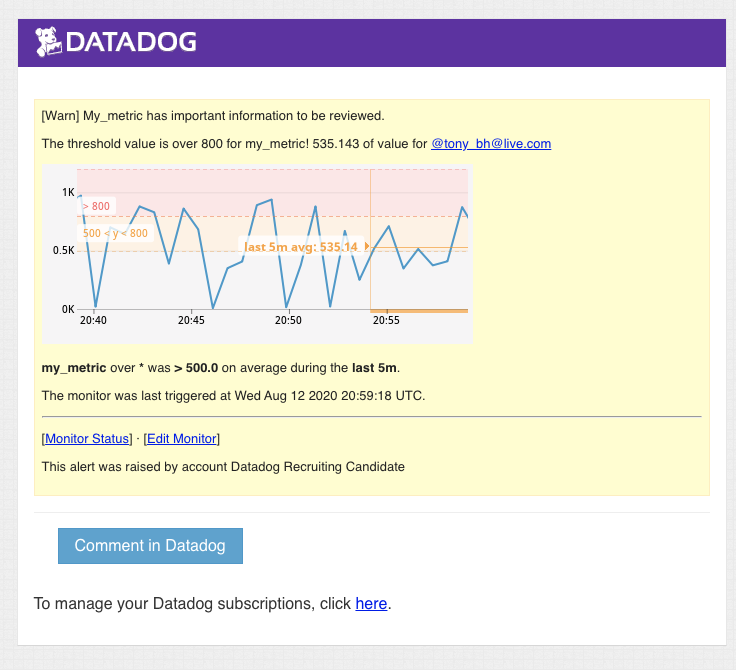 DATADOG
[Warn] My_metric has important information to be reviewed.
The threshold value is over 800 for my_metric! 535.143 of value for @tony_bh@live.com
1K
> 800
500 < y < 800
0.5K
last 5m avg: 535.14
0K
20:40 20:45 20:50 20:55
my_metric over * was > 500.0 on average during the last 5m.
The monitor was last triggered at Wed Aug 12 2020 20:59:18 UTC.
[Monitor Status] · [Edit Monitor]
This alert was raised by account Datadog Recruiting Candidate
Comment in Datadog
To manage your Datadog subscriptions, click here.